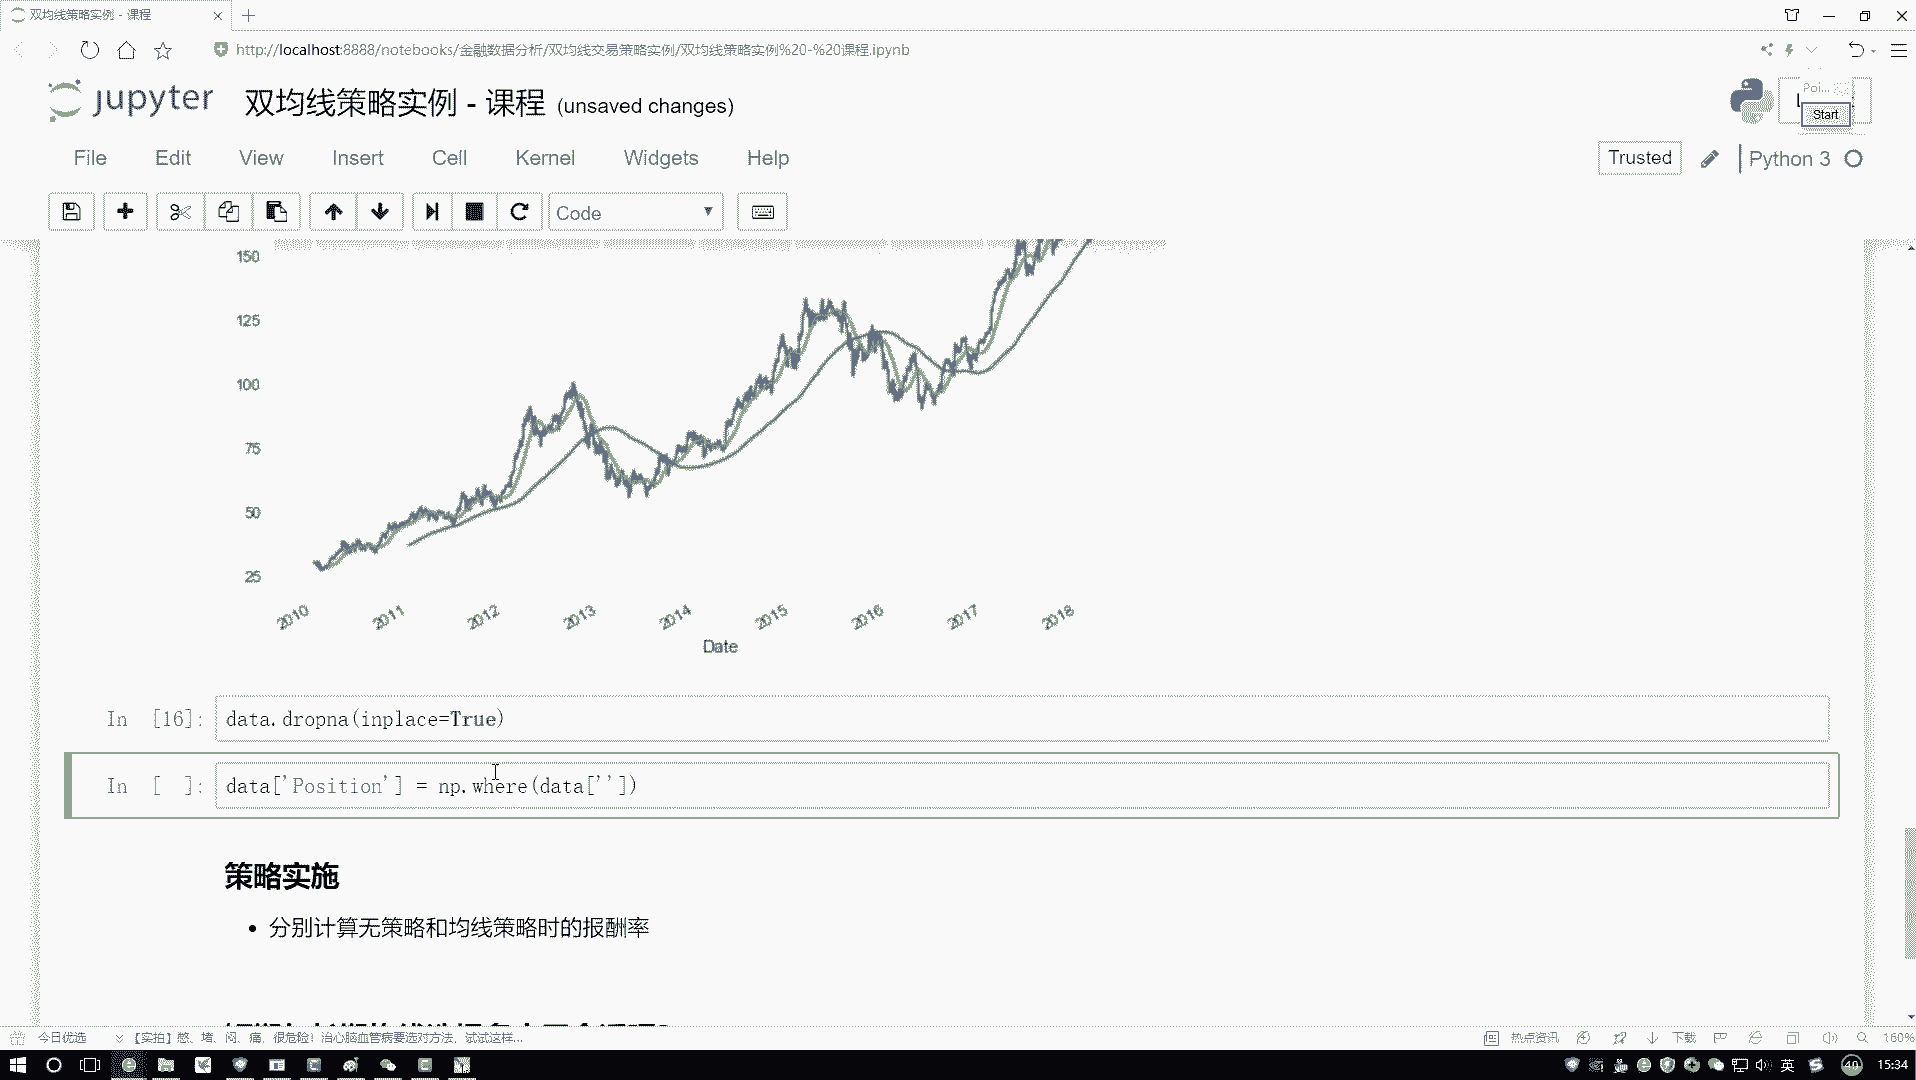 双均线策略实例 - 课程
http://localhost:8888/notebooks/金融数据分析/双均线交易策略实例/双均线策略实例%20-%20课程.ipynb
jupyter 双均线策略实例 - 课程 (unsaved changes)
Poi...
Start
File Edit View Insert Cell Kernel Widgets Help
Trusted Python 3
Code
150
125
100
75
50
25
2010 2011 2012 2013 2014 2015 2016 2017 2018
Date
In [16]: data.dropna(inplace=True)
In [ ]: data['Position'] = np.where(data[''])
策略实施
• 分别计算无策略和均线策略时的报酬率
今日优选 【实拍】憋、堵、闷、痛，很危险！治心脑血管病要选对方法，试试这样...
热点资讯 下载 160%
英 40 15:34